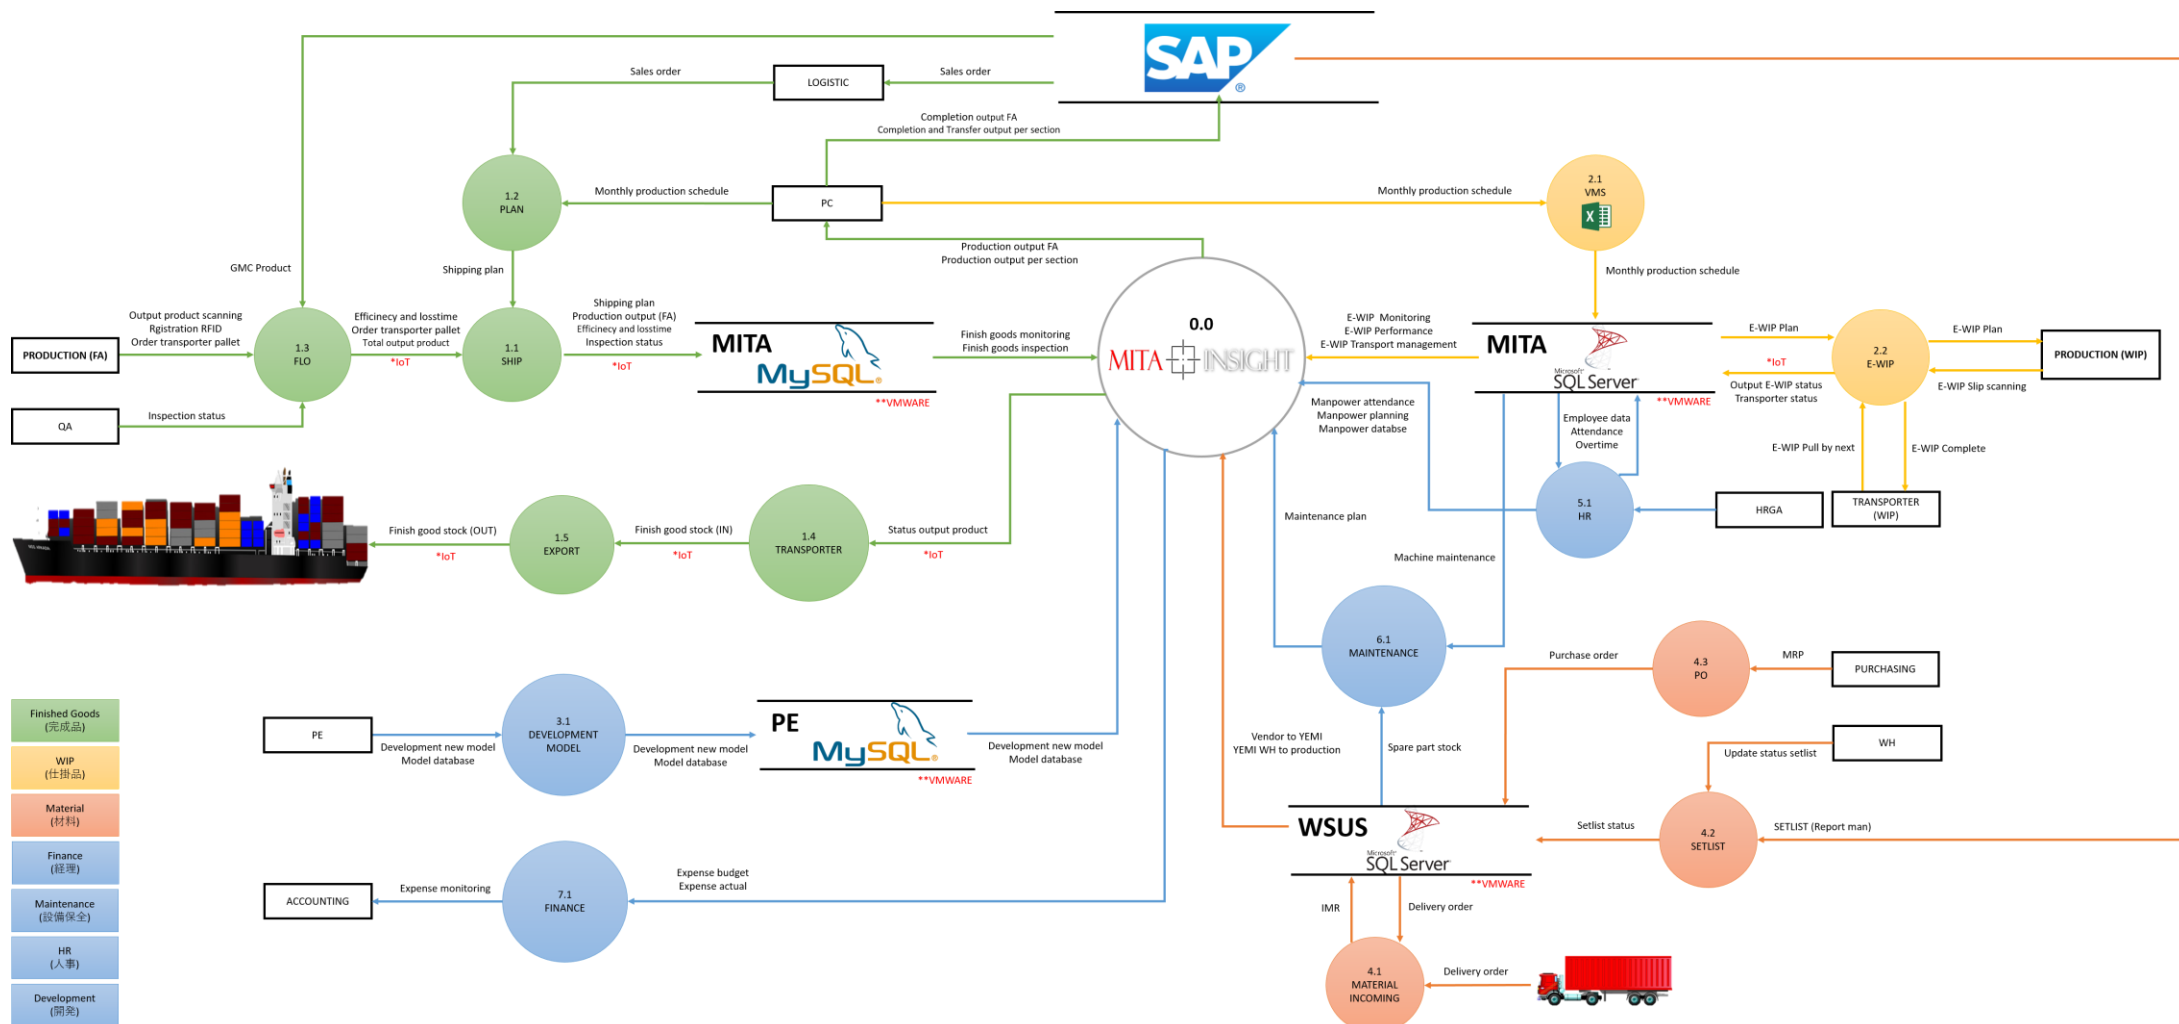 SAP
®
Sales order
LOGISTIC
Sales order
Completion output FA
Completion and Transfer output per section
1.2
PLAN
Monthly production schedule
PC
Monthly production schedule
2.1
VMS
X
Production output FA
Production output per section
GMC Product
Shipping plan
Monthly production schedule
PRODUCTION (FA)
Output product scanning
Rgistration RFID
Order transporter pallet
1.3
FLO
Efficinecy and losstime
Order transporter pallet
Total output product
*IoT
1.1
SHIP
Shipping plan
Production output (FA)
Efficinecy and losstime
Inspection status
*IoT
MITA
MySQL®
**VMWARE
Finish goods monitoring
Finish goods inspection
0.0
MITA INSIGHT
E-WIP Monitoring
E-WIP Performance
E-WIP Transport management
MITA
Microsoft®
SQL Server®
**VMWARE
E-WIP Plan
*IoT
Output E-WIP status
Transporter status
2.2
E-WIP
E-WIP Plan
E-WIP Slip scanning
PRODUCTION (WIP)
QA
Inspection status
Manpower attendance
Manpower planning
Manpower databse
Employee data
Attendance
Overtime
E-WIP Pull by next
E-WIP Complete
5.1
HR
HRGA
TRANSPORTER
(WIP)
Finish good stock (OUT)
*IoT
1.5
EXPORT
Finish good stock (IN)
*IoT
1.4
TRANSPORTER
Status output product
*IoT
Maintenance plan
Machine maintenance
6.1
MAINTENANCE
Purchase order
4.3
PO
MRP
PURCHASING
PE
Development new model
Model database
3.1
DEVELOPMENT
MODEL
Development new model
Model database
PE
MySQL®
**VMWARE
Development new model
Model database
Vendor to YEMI
YEMI WH to production
Spare part stock
Update status setlist
WH
WSUS
Microsoft®
SQL Server®
**VMWARE
Setlist status
4.2
SETLIST
SETLIST (Report man)
ACCOUNTING
Expense monitoring
7.1
FINANCE
Expense budget
Expense actual
IMR
Delivery order
4.1
MATERIAL
INCOMING
Delivery order
Finished Goods
(完成品)
WIP
(仕掛品)
Material
(材料)
Finance
(経理)
Maintenance
(設備保全)
HR
(人事)
Development
(開発)